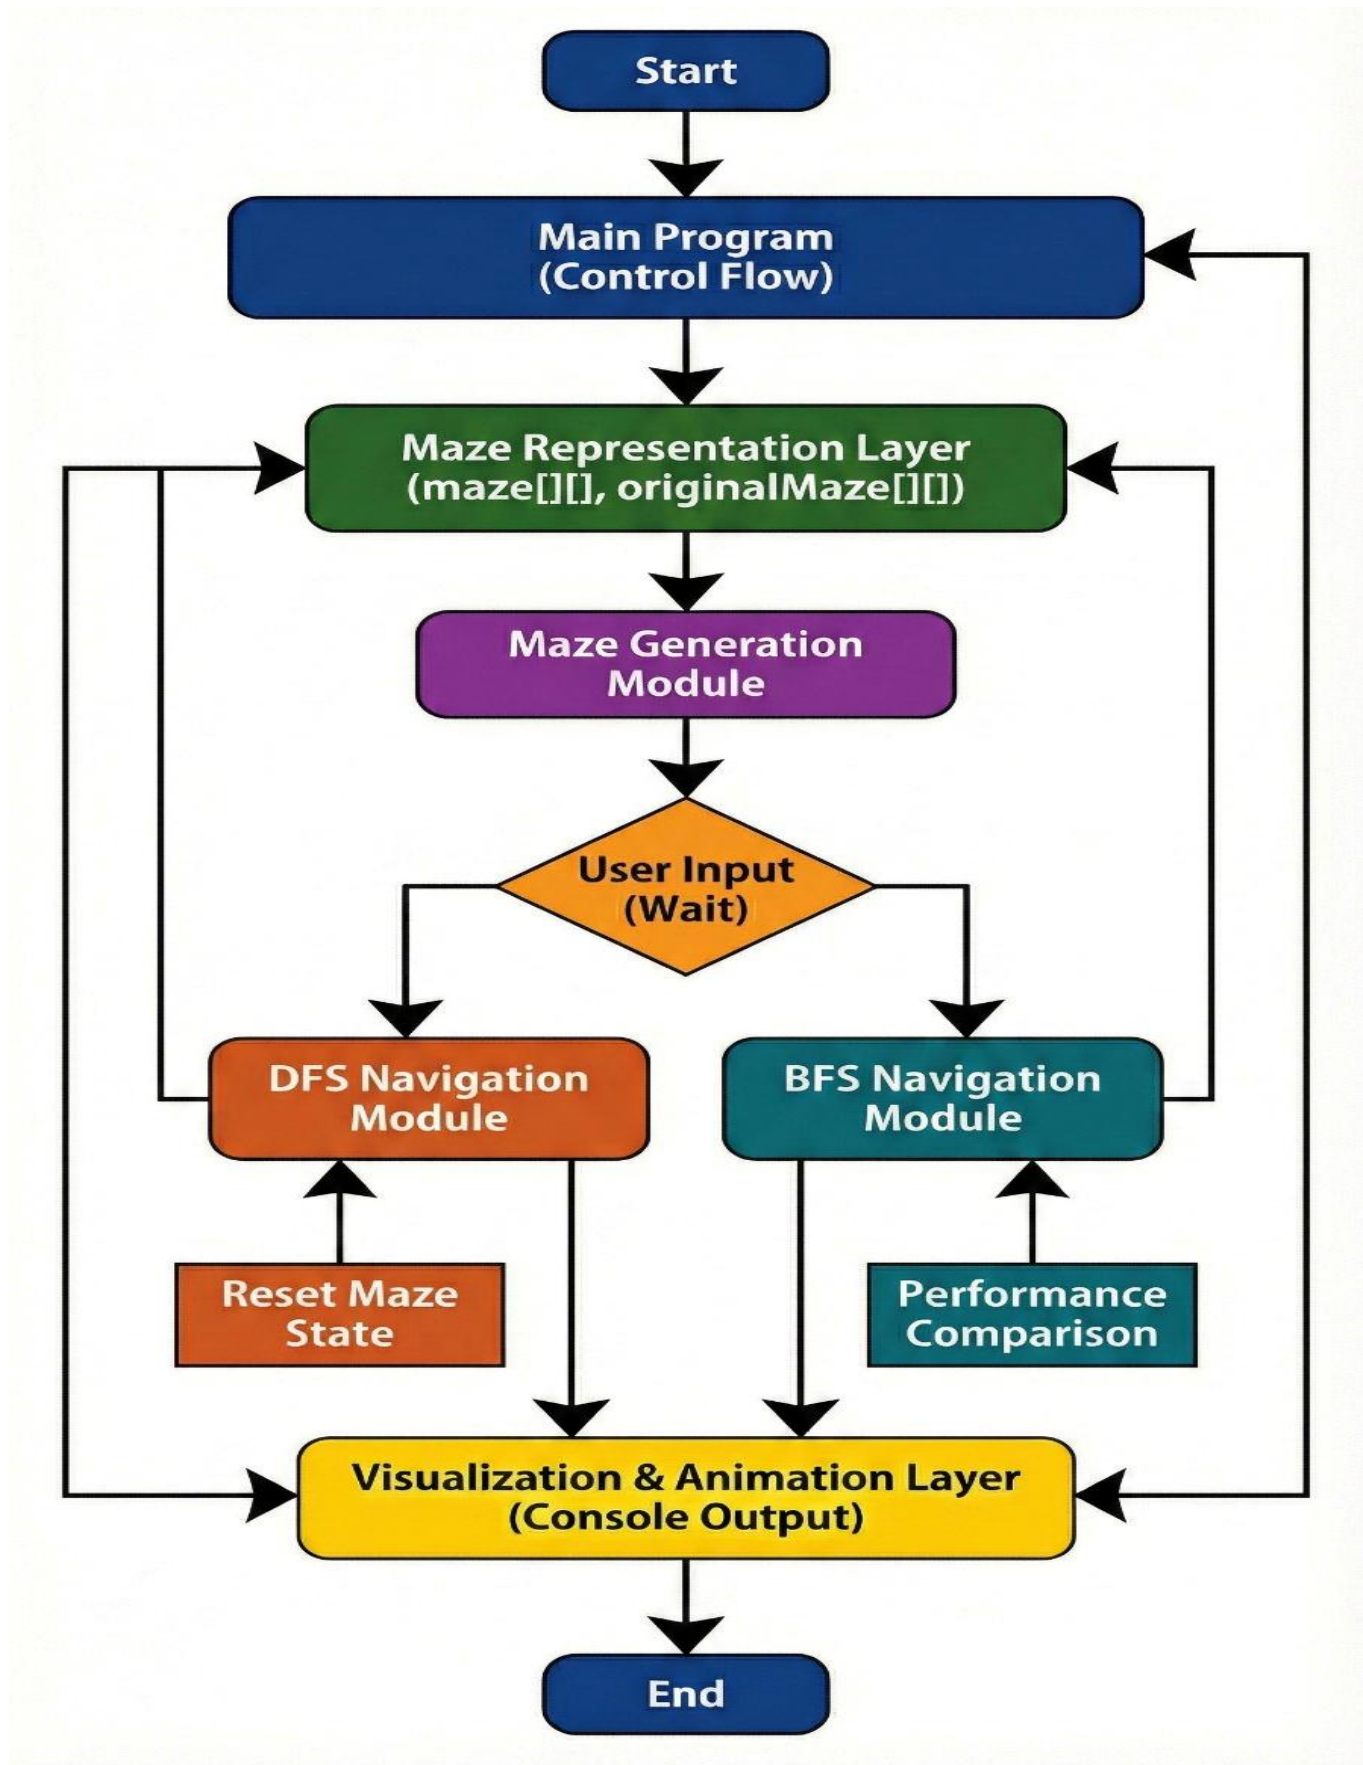 Start
Main Program
(Control Flow)
Maze Representation Layer
(maze[][], originalMaze[][])
Maze Generation
Module
User Input
(Wait)
DFS Navigation
Module
BFS Navigation
Module
Reset Maze
State
Performance
Comparison
Visualization & Animation Layer
(Console Output)
End